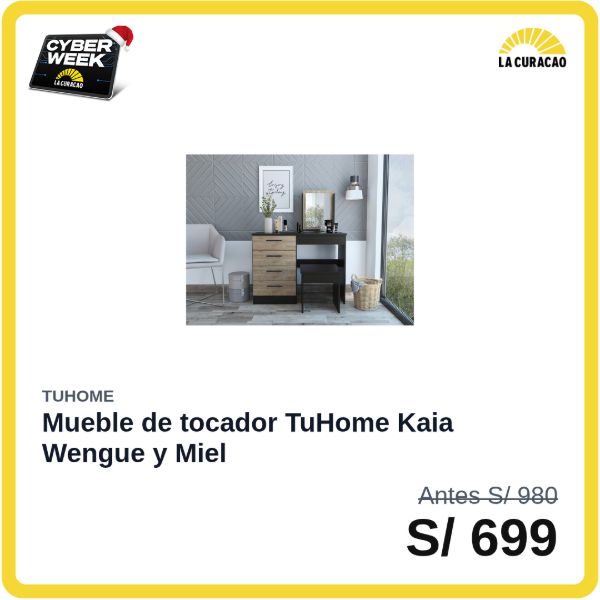 CYBER
WEEK
LA CURACAO
LA CURACAO
TUHOME
Mueble de tocador TuHome Kaia
Wengue y Miel
Antes S/ 980
S/ 699